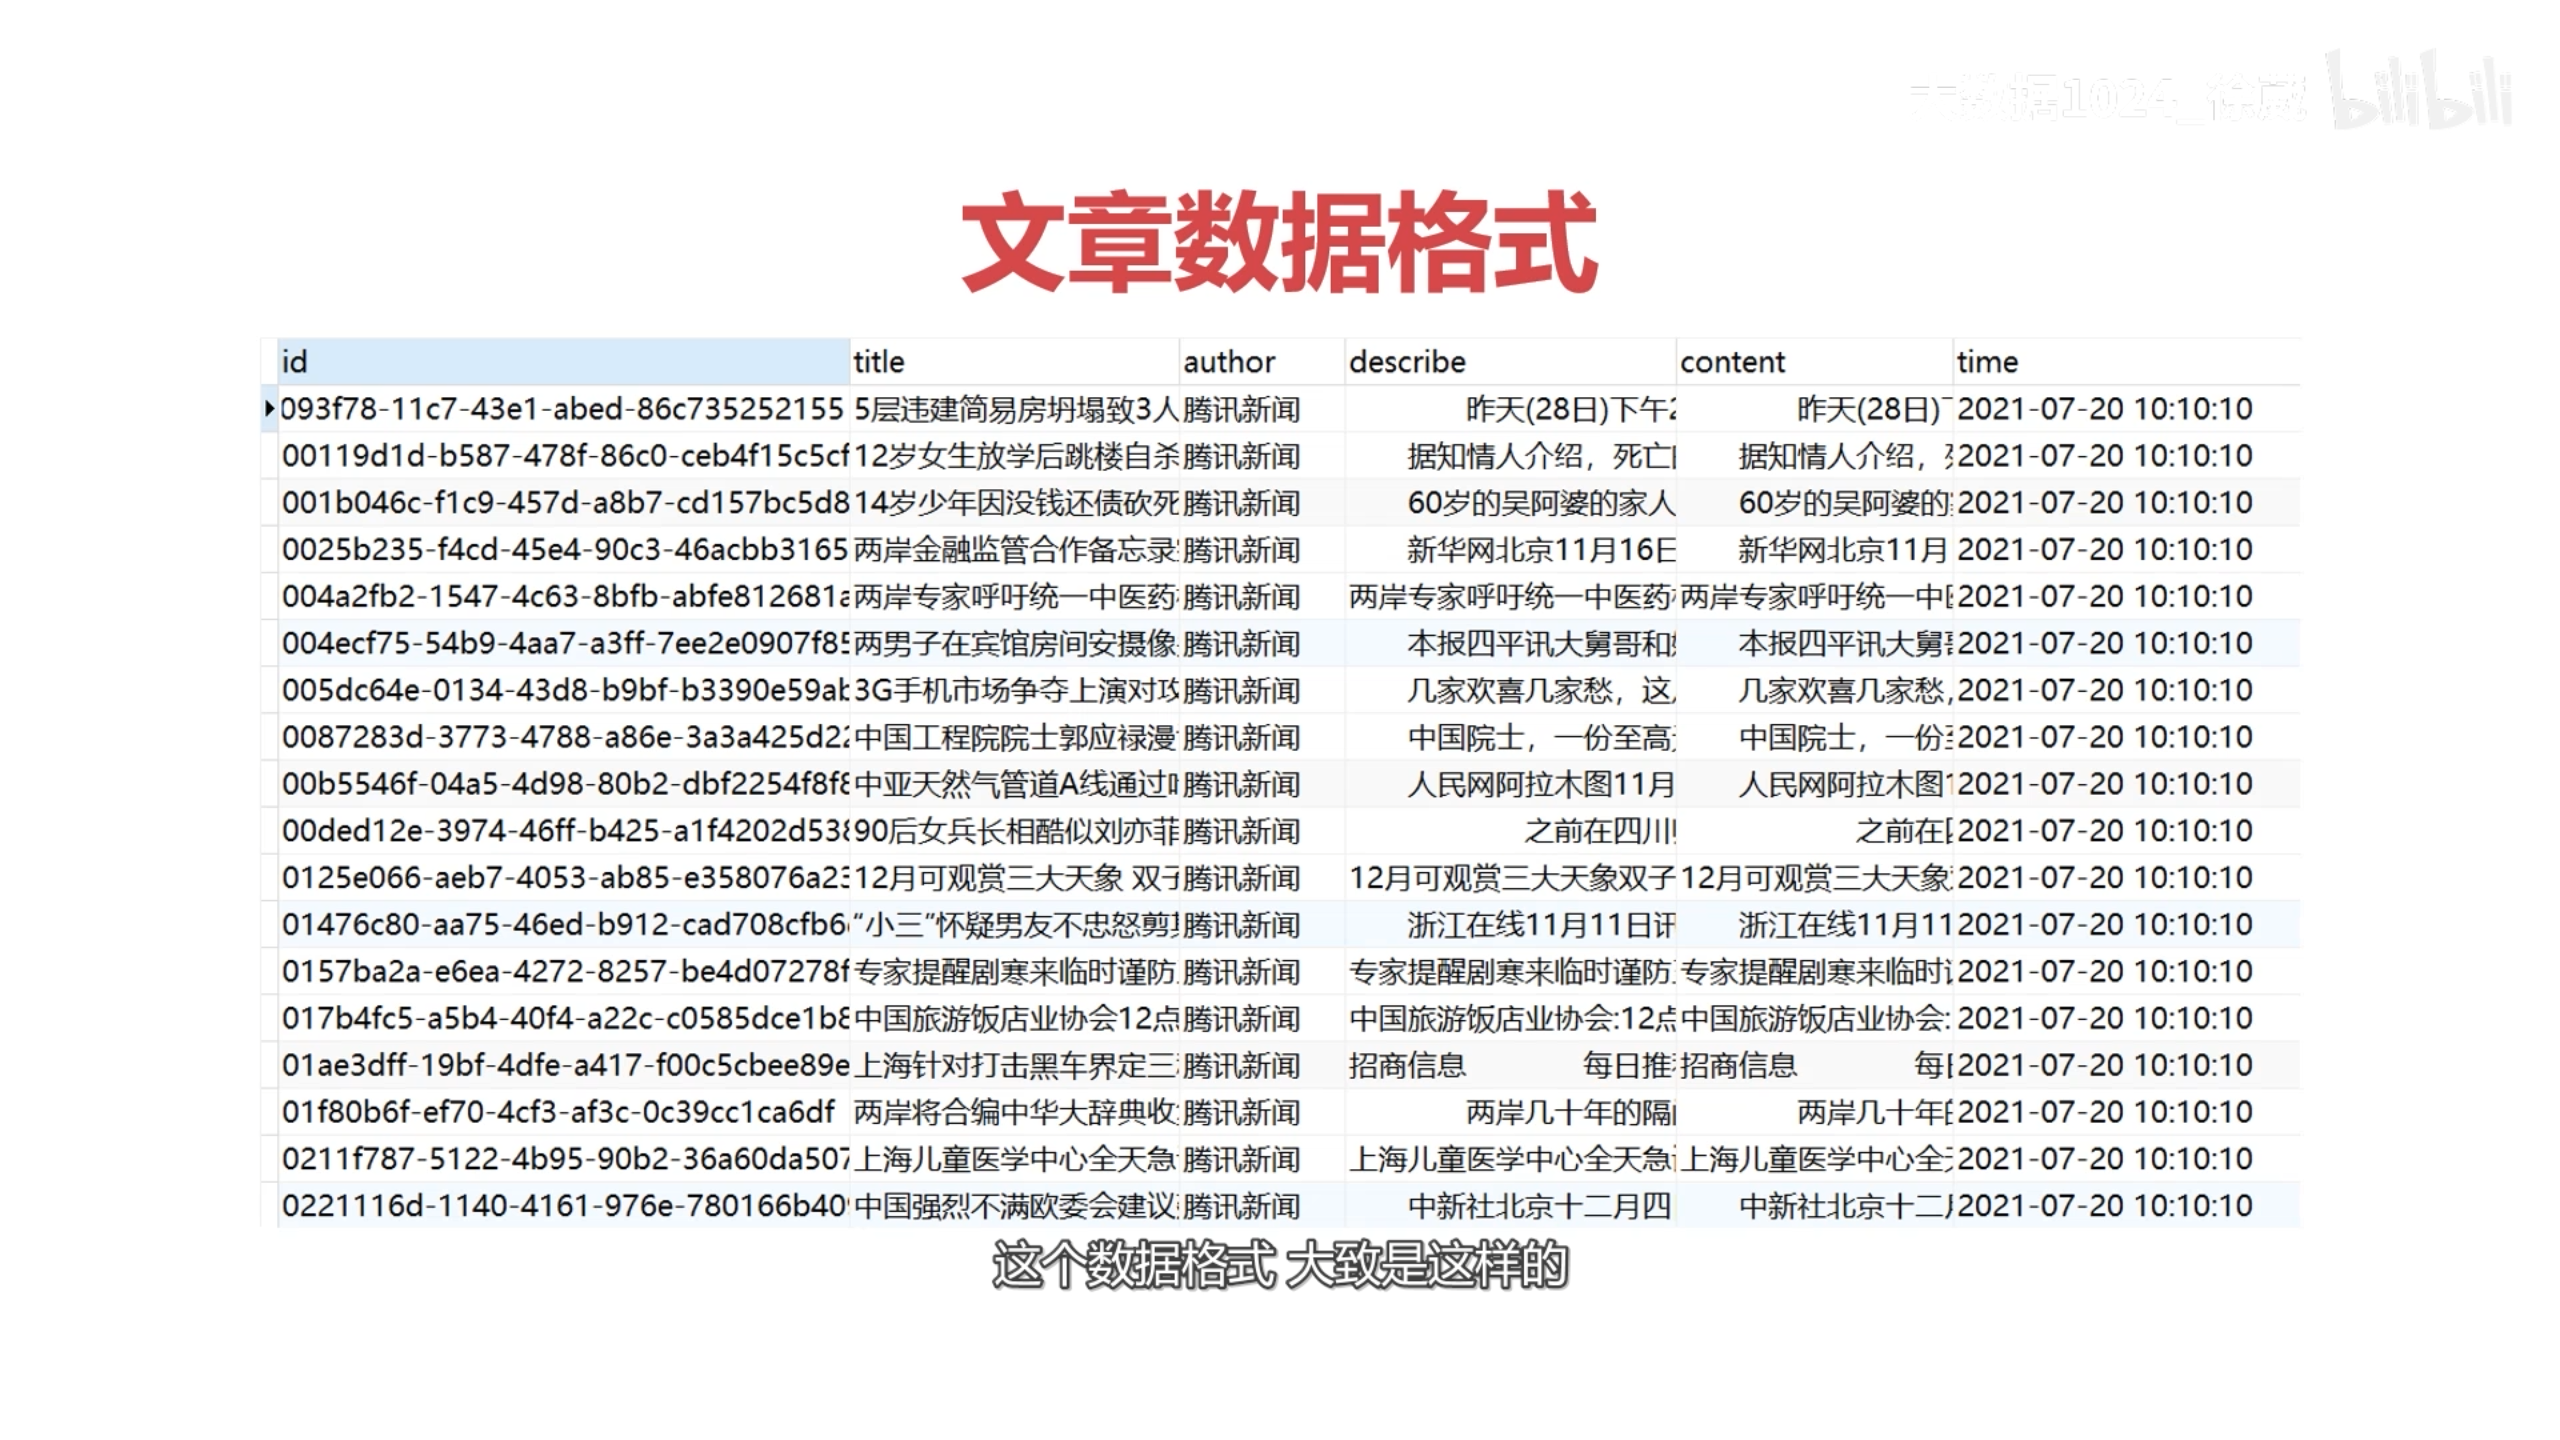 大数据1024_徐葳 bilibili
文章数据格式
id title author describe content time
093f78-11c7-43e1-abed-86c735252155 5层违建简易房坍塌致3人 腾讯新闻 昨天(28日)下午2 昨天(28日) 2021-07-20 10:10:10
00119d1d-b587-478f-86c0-ceb4f15c5cf 12岁女生放学后跳楼自杀 腾讯新闻 据知情人介绍，死亡 据知情人介绍， 2021-07-20 10:10:10
001b046c-f1c9-457d-a8b7-cd157bc5d8 14岁少年因没钱还债砍死 腾讯新闻 60岁的吴阿婆的家人 60岁的吴阿婆的 2021-07-20 10:10:10
0025b235-f4cd-45e4-90c3-46acbb3165 两岸金融监管合作备忘录 腾讯新闻 新华网北京11月16日 新华网北京11月 2021-07-20 10:10:10
004a2fb2-1547-4c63-8bfb-abfe812681a 两岸专家呼吁统一中医药 腾讯新闻 两岸专家呼吁统一中医药 两岸专家呼吁统一中医 2021-07-20 10:10:10
004ecf75-54b9-4aa7-a3ff-7ee2e0907f85 两男子在宾馆房间安摄像 腾讯新闻 本报四平讯大舅哥和 本报四平讯大舅哥 2021-07-20 10:10:10
005dc64e-0134-43d8-b9bf-b3390e59ab 3G手机市场争夺上演对攻 腾讯新闻 几家欢喜几家愁，这 几家欢喜几家愁， 2021-07-20 10:10:10
0087283d-3773-4788-a86e-3a3a425d22 中国工程院院士郭应禄漫 腾讯新闻 中国院士，一份至高 中国院士，一份至 2021-07-20 10:10:10
00b5546f-04a5-4d98-80b2-dbf2254f8f8 中亚天然气管道A线通过 腾讯新闻 人民网阿拉木图11月 人民网阿拉木图1 2021-07-20 10:10:10
00ded12e-3974-46ff-b425-a1f4202d538 90后女兵长相酷似刘亦菲 腾讯新闻 之前在四川 之前在四 2021-07-20 10:10:10
0125e066-aeb7-4053-ab85-e358076a23 12月可观赏三大天象 双子 腾讯新闻 12月可观赏三大天象双子 12月可观赏三大天象 2021-07-20 10:10:10
01476c80-aa75-46ed-b912-cad708cfb6 “小三”怀疑男友不忠怒剪 腾讯新闻 浙江在线11月11日讯 浙江在线11月11 2021-07-20 10:10:10
0157ba2a-e6ea-4272-8257-be4d07278f 专家提醒剧寒来临时谨防 腾讯新闻 专家提醒剧寒来临时谨防 专家提醒剧寒来临时 2021-07-20 10:10:10
017b4fc5-a5b4-40f4-a22c-c0585dce1b8 中国旅游饭店业协会12点 腾讯新闻 中国旅游饭店业协会:12点 中国旅游饭店业协会: 2021-07-20 10:10:10
01ae3dff-19bf-4dfe-a417-f00c5cbee89e 上海针对打击黑车界定三 腾讯新闻 招商信息 每日推 招商信息 每日 2021-07-20 10:10:10
01f80b6f-ef70-4cf3-af3c-0c39cc1ca6df 两岸将合编中华大辞典收 腾讯新闻 两岸几十年的隔 两岸几十年的 2021-07-20 10:10:10
0211f787-5122-4b95-90b2-36a60da507 上海儿童医学中心全天急 腾讯新闻 上海儿童医学中心全天急 上海儿童医学中心全天 2021-07-20 10:10:10
0221116d-1140-4161-976e-780166b40 中国强烈不满欧委会建议 腾讯新闻 中新社北京十二月四 中新社北京十二月 2021-07-20 10:10:10
这个数据格式 大致是这样的